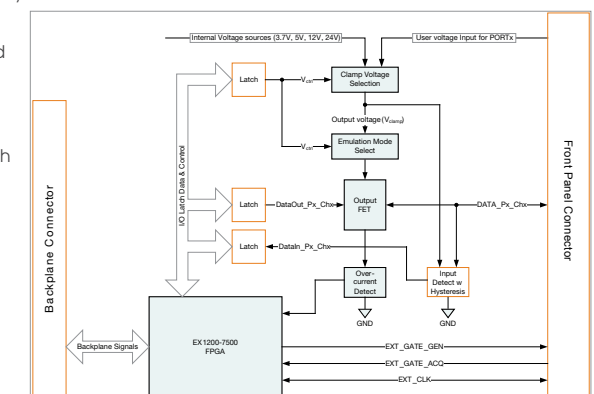 d
h
Internal Voltage sources (3.7V, 5V, 12V, 24V)
User voltage Input for PORTx
Latch
Vctrl
Clamp Voltage
Selection
Output voltage (Vclamp)
Vctrl
Emulation Mode
Select
I/O Latch Data & Control
Latch
DataOut_Px_Chx
Output
FET
DATA_Px_Chx
Latch
DataIn_Px_Chx
Over-
current
Detect
Input
Detect w
Hysteresis
GND
GND
Backplane Connector
Front Panel Connector
Backplane Signals
EX1200-7500
FPGA
EXT_GATE_GEN
EXT_GATE_ACQ
EXT_CLK